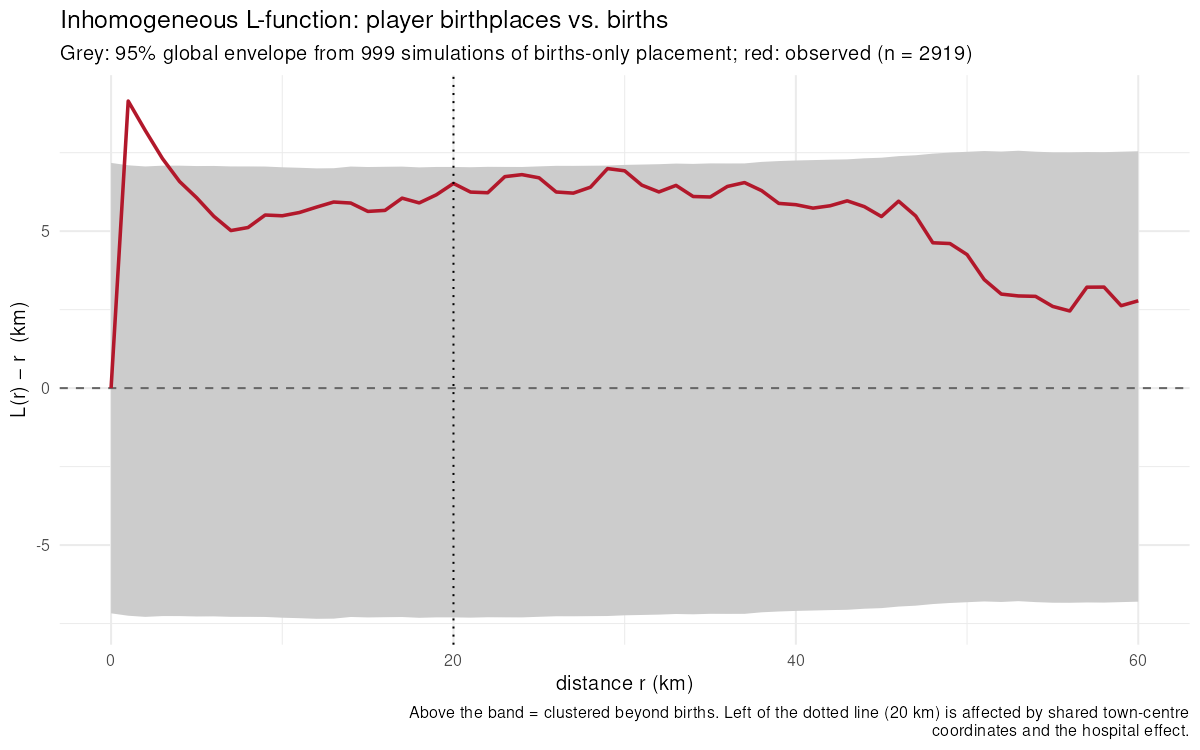 Inhomogeneous L-function: player birthplaces vs. births
Grey: 95% global envelope from 999 simulations of births-only placement; red: observed (n = 2919)
L(r) − r  (km)
5
0
-5
0
20
40
60
distance r (km)
Above the band = clustered beyond births. Left of the dotted line (20 km) is affected by shared town-centre
coordinates and the hospital effect.